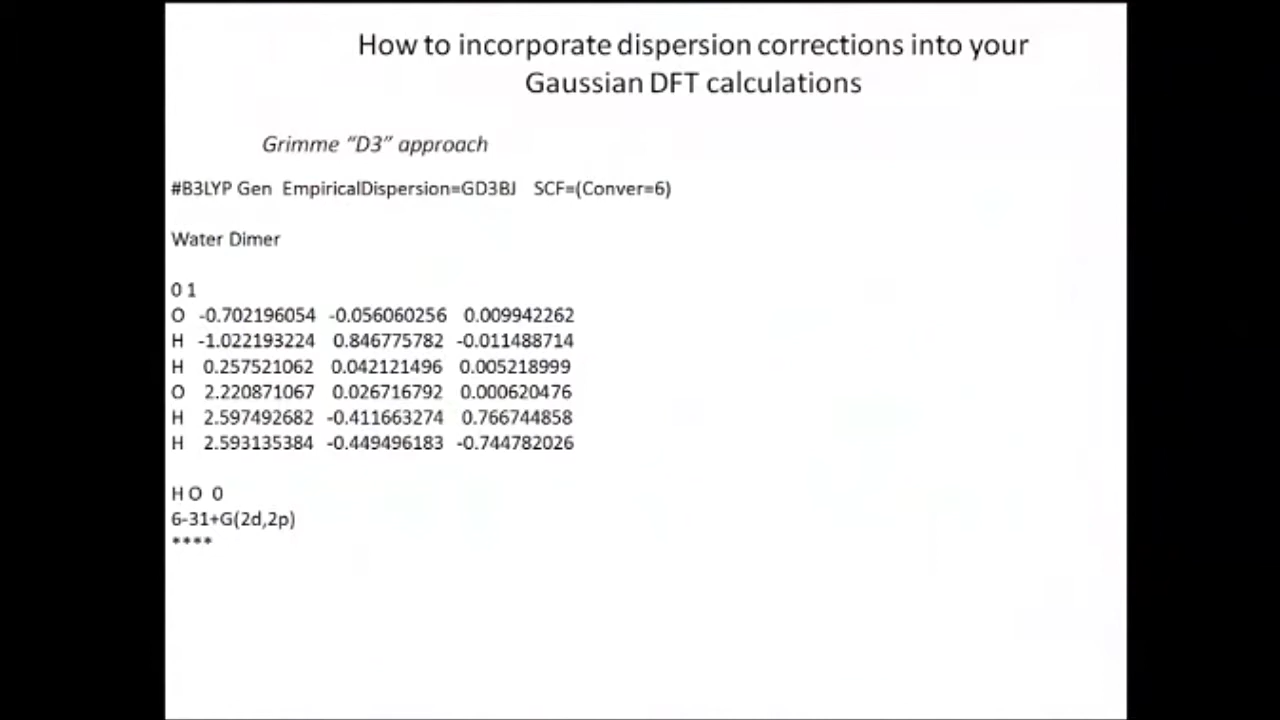 How to incorporate dispersion corrections into your
Gaussian DFT calculations
Grimme “D3” approach
#B3LYP Gen EmpiricalDispersion=GD3BJ SCF=(Conver=6)
Water Dimer
0 1
O -0.702196054 -0.056060256 0.009942262
H -1.022193224 0.846775782 -0.011488714
H 0.257521062 0.042121496 0.005218999
O 2.220871067 0.026716792 0.000620476
H 2.597492682 -0.411663274 0.766744858
H 2.593135384 -0.449496183 -0.744782026
H O 0
6-31+G(2d,2p)
****